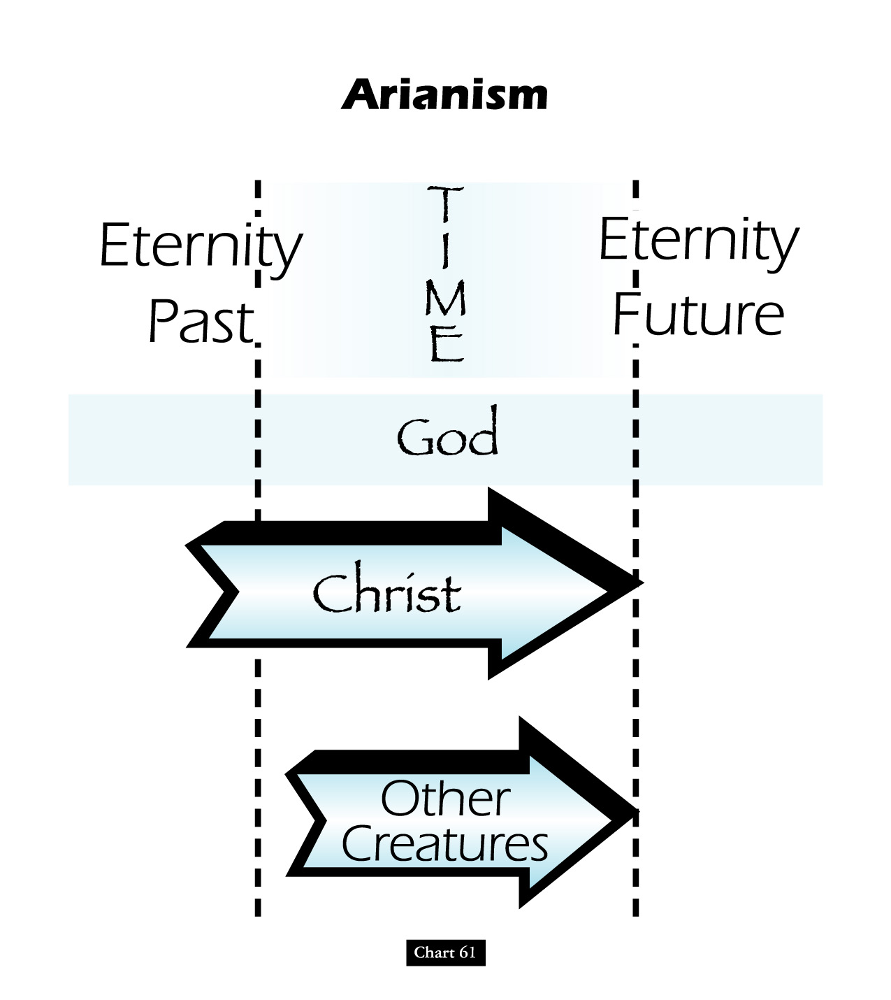 Arianism
Eternity
Past
T
I
M
E
Eternity
Future
God
Christ
Other
Creatures
Chart 61